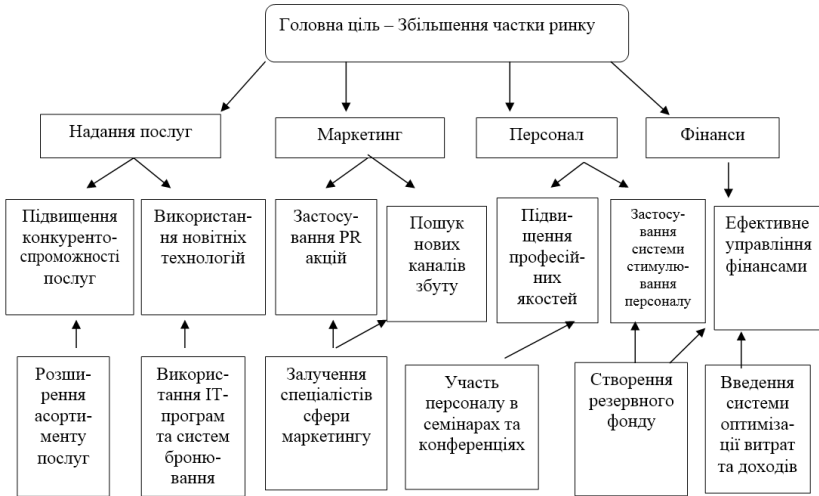 Головна ціль – Збільшення частки ринку
Надання послуг
Маркетинг
Персонал
Фінанси
Підвищення
конкуренто-
спроможності
послуг
Використан-
ня новітніх
технологій
Застосу-
вання PR
акцій
Пошук
нових
каналів
збуту
Підви-
щення
професій-
них
якостей
Застосу-
вання
системи
стимулю-
вання
персоналу
Ефективне
управління
фінансами
Розши-
рення
асорти-
менту
послуг
Викорис-
тання ІТ-
програм
та систем
броню-
вання
Залучення
спеціалістів
сфери
маркетингу
Участь
персоналу в
семінарах та
конференціях
Створення
резервного
фонду
Введення
системи
оптиміза-
ції витрат
та доходів